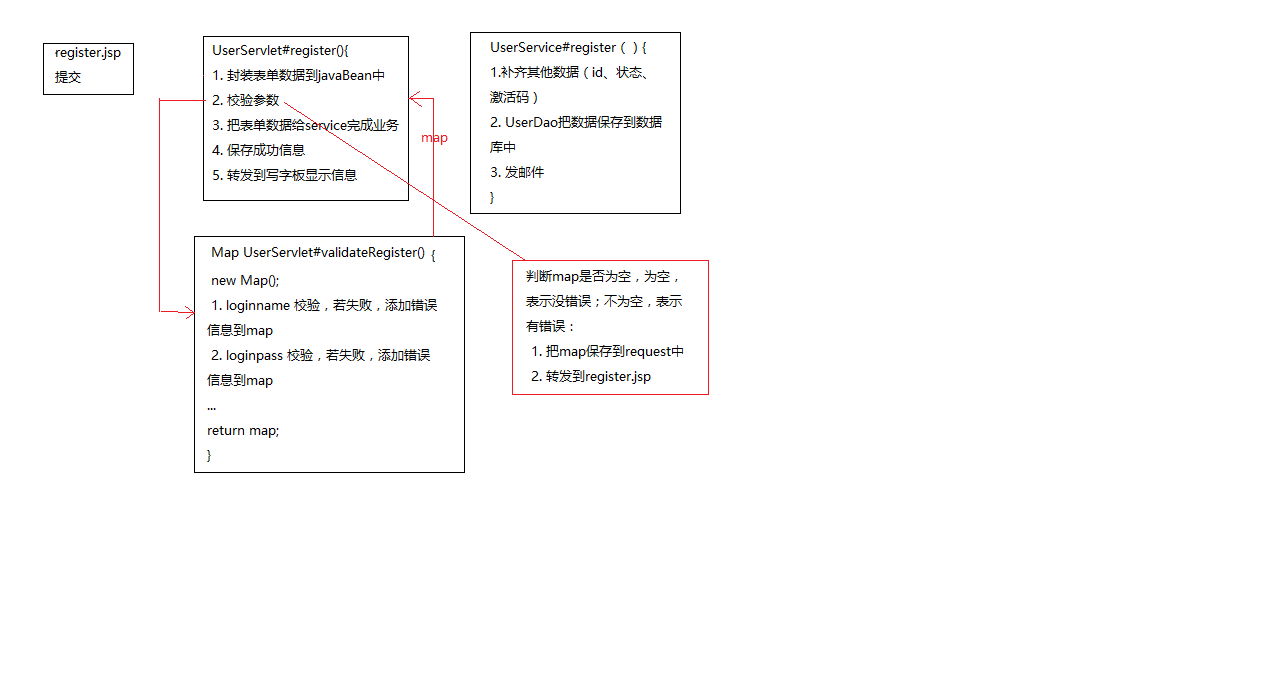 register.jsp
提交
UserServlet#register(){
1. 封装表单数据到javaBean中
2. 校验参数
3. 把表单数据给service完成业务
4. 保存成功信息
5. 转发到写字板显示信息
UserService#register（ ）{
1.补齐其他数据（id、状态、
激活码）
2. UserDao把数据保存到数据
库中
3. 发邮件
}
map
Map UserServlet#validateRegister() {
new Map();
1. loginname 校验，若失败，添加错误
信息到map
2. loginpass 校验，若失败，添加错误
信息到map
...
return map;
}
判断map是否为空，为空，
表示没错误；不为空，表示
有错误：
1. 把map保存到request中
2. 转发到register.jsp